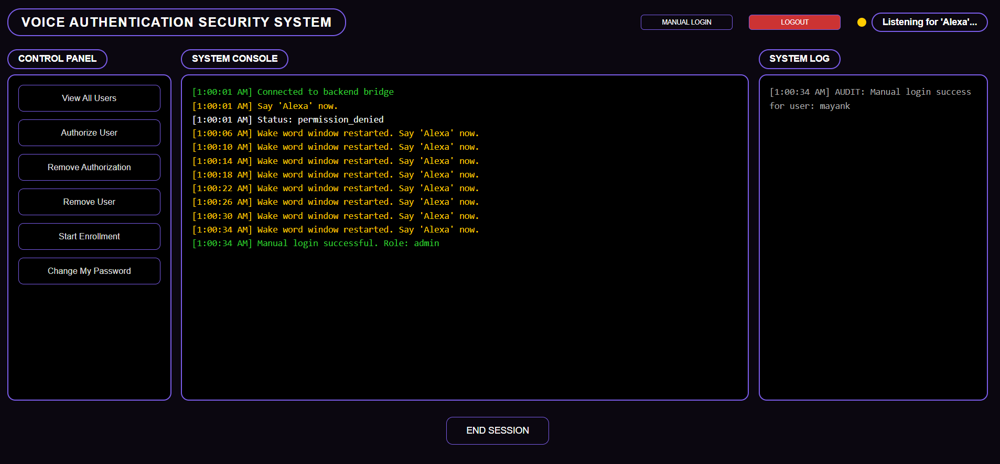 VOICE AUTHENTICATION SECURITY SYSTEM
MANUAL LOGIN
LOGOUT
Listening for 'Alexa'...
CONTROL PANEL
View All Users
Authorize User
Remove Authorization
Remove User
Start Enrollment
Change My Password
SYSTEM CONSOLE
[1:00:01 AM] Connected to backend bridge
[1:00:01 AM] Say 'Alexa' now.
[1:00:01 AM] Status: permission_denied
[1:00:06 AM] Wake word window restarted. Say 'Alexa' now.
[1:00:10 AM] Wake word window restarted. Say 'Alexa' now.
[1:00:14 AM] Wake word window restarted. Say 'Alexa' now.
[1:00:18 AM] Wake word window restarted. Say 'Alexa' now.
[1:00:22 AM] Wake word window restarted. Say 'Alexa' now.
[1:00:26 AM] Wake word window restarted. Say 'Alexa' now.
[1:00:30 AM] Wake word window restarted. Say 'Alexa' now.
[1:00:34 AM] Wake word window restarted. Say 'Alexa' now.
[1:00:34 AM] Manual login successful. Role: admin
SYSTEM LOG
[1:00:34 AM] AUDIT: Manual login success
for user: mayank
END SESSION